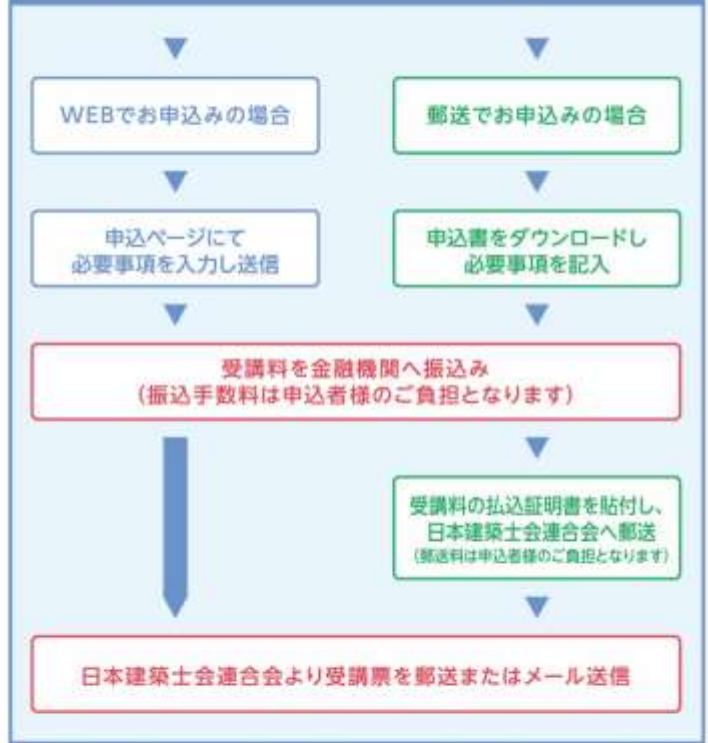 WEBでお申込みの場合
郵送でお申込みの場合
申込ページにて
必要事項を入力し送信
申込書をダウンロードし
必要事項を記入
受講料を金融機関へ振込み
（振込手数料は申込者様のご負担となります）
受講料の払込証明書を貼付し、
日本建築士会連合会へ郵送
（郵送料は申込者様のご負担となります）
日本建築士会連合会より受講票を郵送またはメール送信